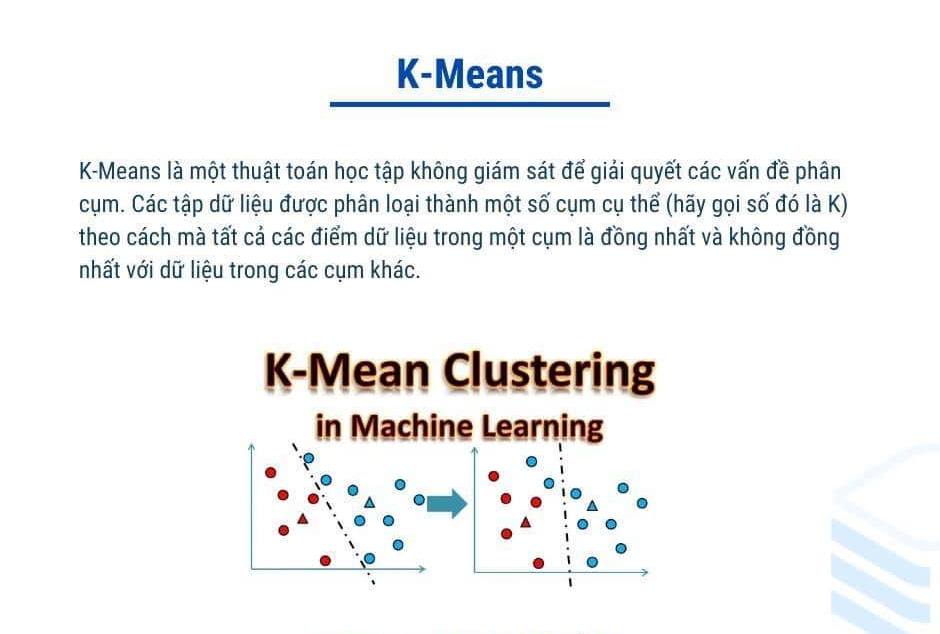 K-Means
K-Means là một thuật toán học tập không giám sát để giải quyết các vấn đề phân
cụm. Các tập dữ liệu được phân loại thành một số cụm cụ thể (hãy gọi số đó là K)
theo cách mà tất cả các điểm dữ liệu trong một cụm là đồng nhất và không đồng
nhất với dữ liệu trong các cụm khác.
K-Mean Clustering
in Machine Learning